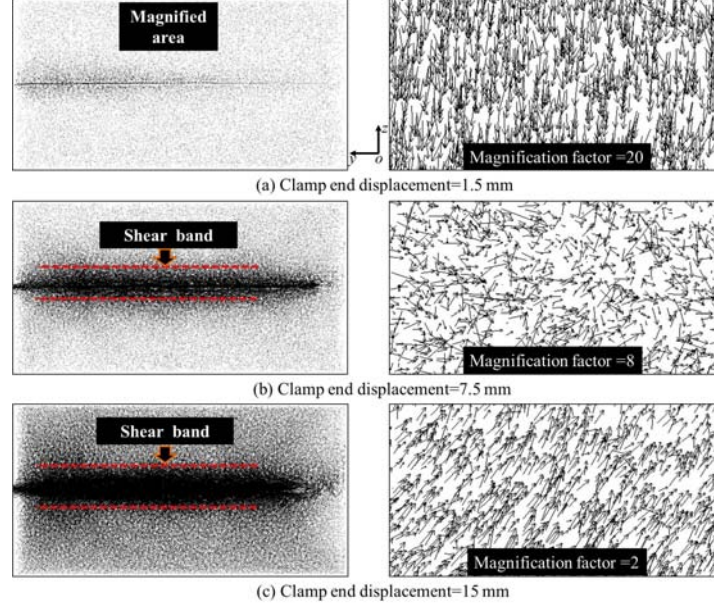 Magnified
area
z
y
o
Magnification factor =20
(a) Clamp end displacement=1.5 mm
Shear band
Magnification factor =8
(b) Clamp end displacement=7.5 mm
Shear band
Magnification factor =2
(c) Clamp end displacement=15 mm